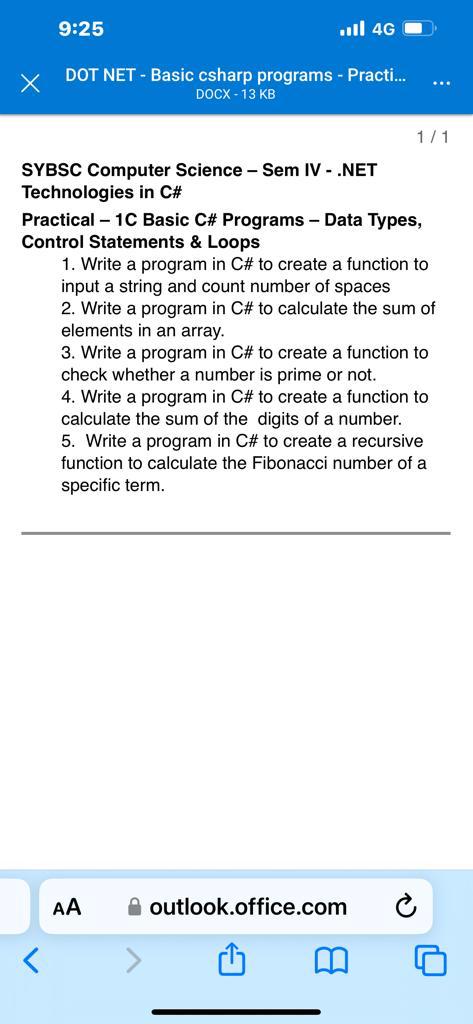 9:25
4G
DOT NET - Basic csharp programs - Practi...
DOCX - 13 KB
1 / 1
SYBSC Computer Science – Sem IV - .NET
Technologies in C#
Practical – 1C Basic C# Programs – Data Types,
Control Statements & Loops
1. Write a program in C# to create a function to
input a string and count number of spaces
2. Write a program in C# to calculate the sum of
elements in an array.
3. Write a program in C# to create a function to
check whether a number is prime or not.
4. Write a program in C# to create a function to
calculate the sum of the  digits of a number.
5.  Write a program in C# to create a recursive
function to calculate the Fibonacci number of a
specific term.
AA outlook.office.com